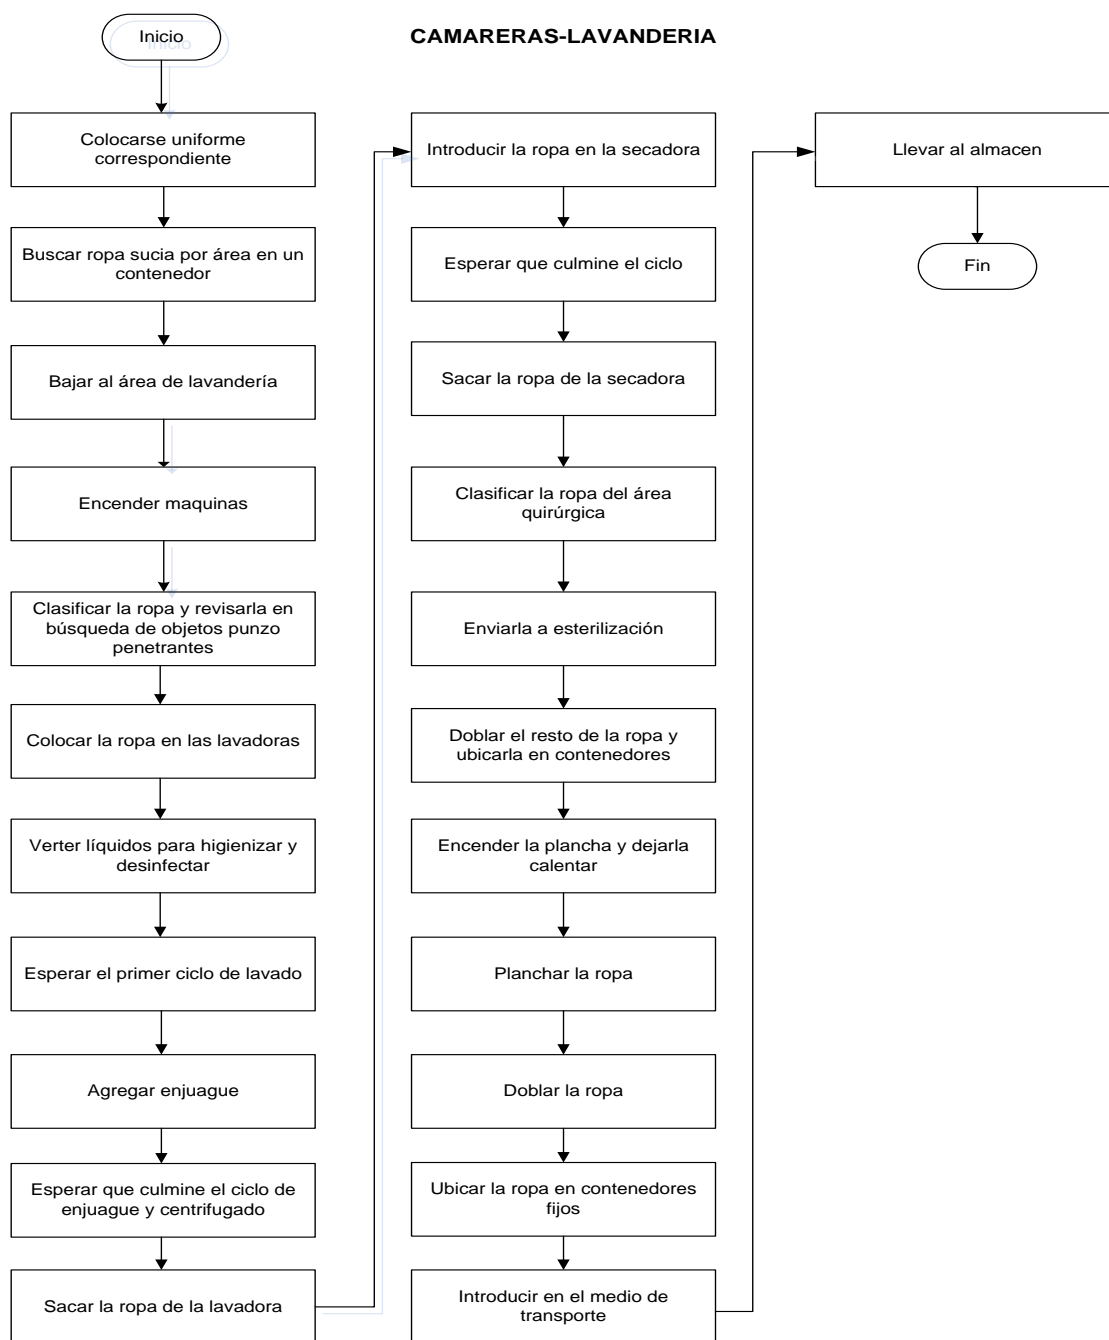 Inicio
CAMARERAS-LAVANDERIA
Colocarse uniforme
correspondiente
Buscar ropa sucia por área en un
contenedor
Bajar al área de lavandería
Encender maquinas
Clasificar la ropa y revisarla en
búsqueda de objetos punzo
penetrantes
Colocar la ropa en las lavadoras
Verter líquidos para higienizar y
desinfectar
Esperar el primer ciclo de lavado
Agregar enjuague
Esperar que culmine el ciclo de
enjuague y centrifugado
Sacar la ropa de la lavadora
Introducir la ropa en la secadora
Esperar que culmine el ciclo
Sacar la ropa de la secadora
Clasificar la ropa del área
quirúrgica
Enviarla a esterilización
Doblar el resto de la ropa y
ubicarla en contenedores
Encender la plancha y dejarla
calentar
Planchar la ropa
Doblar la ropa
Ubicar la ropa en contenedores
fijos
Introducir en el medio de
transporte
Llevar al almacen
Fin